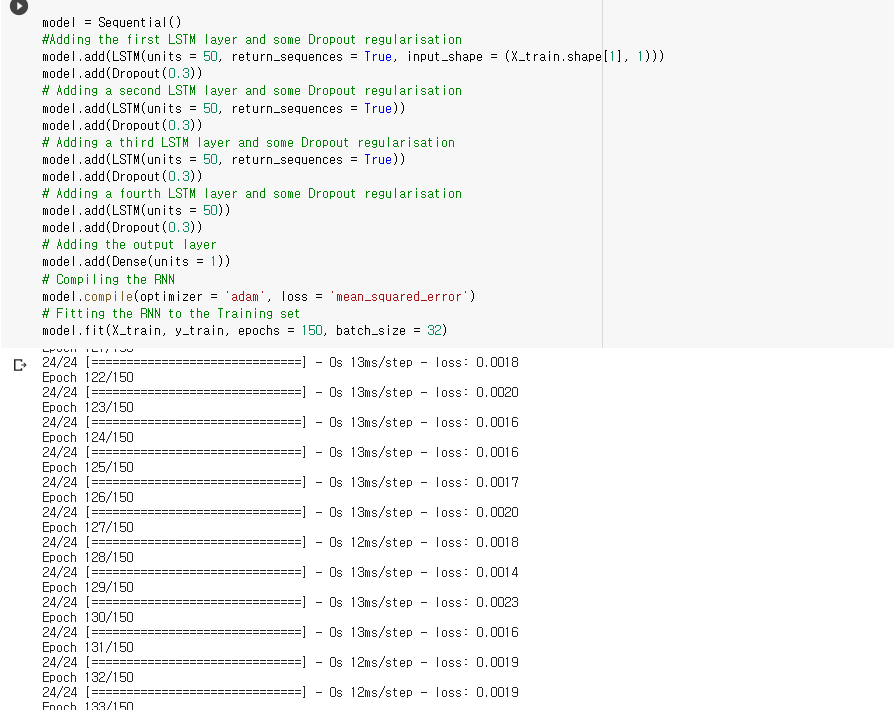 model = Sequential()
#Adding the first LSTM layer and some Dropout regularisation
model.add(LSTM(units = 50, return_sequences = True, input_shape = (X_train.shape[1], 1)))
model.add(Dropout(0.3))
# Adding a second LSTM layer and some Dropout regularisation
model.add(LSTM(units = 50, return_sequences = True))
model.add(Dropout(0.3))
# Adding a third LSTM layer and some Dropout regularisation
model.add(LSTM(units = 50, return_sequences = True))
model.add(Dropout(0.3))
# Adding a fourth LSTM layer and some Dropout regularisation
model.add(LSTM(units = 50))
model.add(Dropout(0.3))
# Adding the output layer
model.add(Dense(units = 1))
# Compiling the RNN
model.compile(optimizer = 'adam', loss = 'mean_squared_error')
# Fitting the RNN to the Training set
model.fit(X_train, y_train, epochs = 150, batch_size = 32)
Epoch 121/150
24/24 [==============================] - 0s 13ms/step - loss: 0.0018
Epoch 122/150
24/24 [==============================] - 0s 13ms/step - loss: 0.0020
Epoch 123/150
24/24 [==============================] - 0s 13ms/step - loss: 0.0016
Epoch 124/150
24/24 [==============================] - 0s 13ms/step - loss: 0.0016
Epoch 125/150
24/24 [==============================] - 0s 13ms/step - loss: 0.0017
Epoch 126/150
24/24 [==============================] - 0s 13ms/step - loss: 0.0020
Epoch 127/150
24/24 [==============================] - 0s 12ms/step - loss: 0.0018
Epoch 128/150
24/24 [==============================] - 0s 13ms/step - loss: 0.0014
Epoch 129/150
24/24 [==============================] - 0s 13ms/step - loss: 0.0023
Epoch 130/150
24/24 [==============================] - 0s 13ms/step - loss: 0.0016
Epoch 131/150
24/24 [==============================] - 0s 12ms/step - loss: 0.0019
Epoch 132/150
24/24 [==============================] - 0s 12ms/step - loss: 0.0019
Epoch 133/150